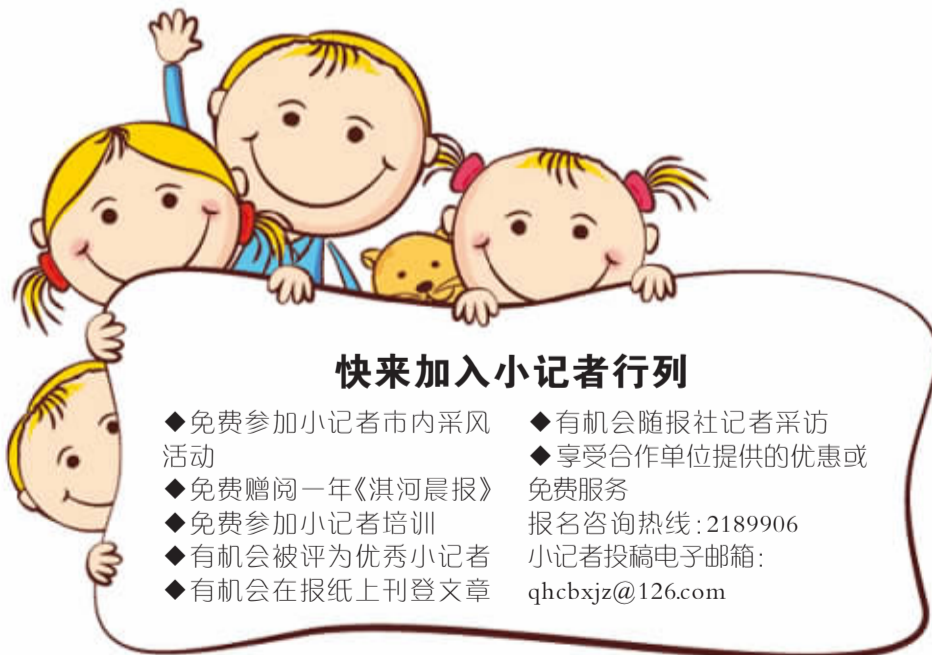 快来加入小记者行列
◆免费参加小记者市内采风
活动
◆免费赠阅一年《淇河晨报》
◆免费参加小记者培训
◆有机会被评为优秀小记者
◆有机会在报纸上刊登文章
◆有机会随报社记者采访
◆享受合作单位提供的优惠或
免费服务
报名咨询热线:2189906
小记者投稿电子邮箱:
qhcbxjz@126.com